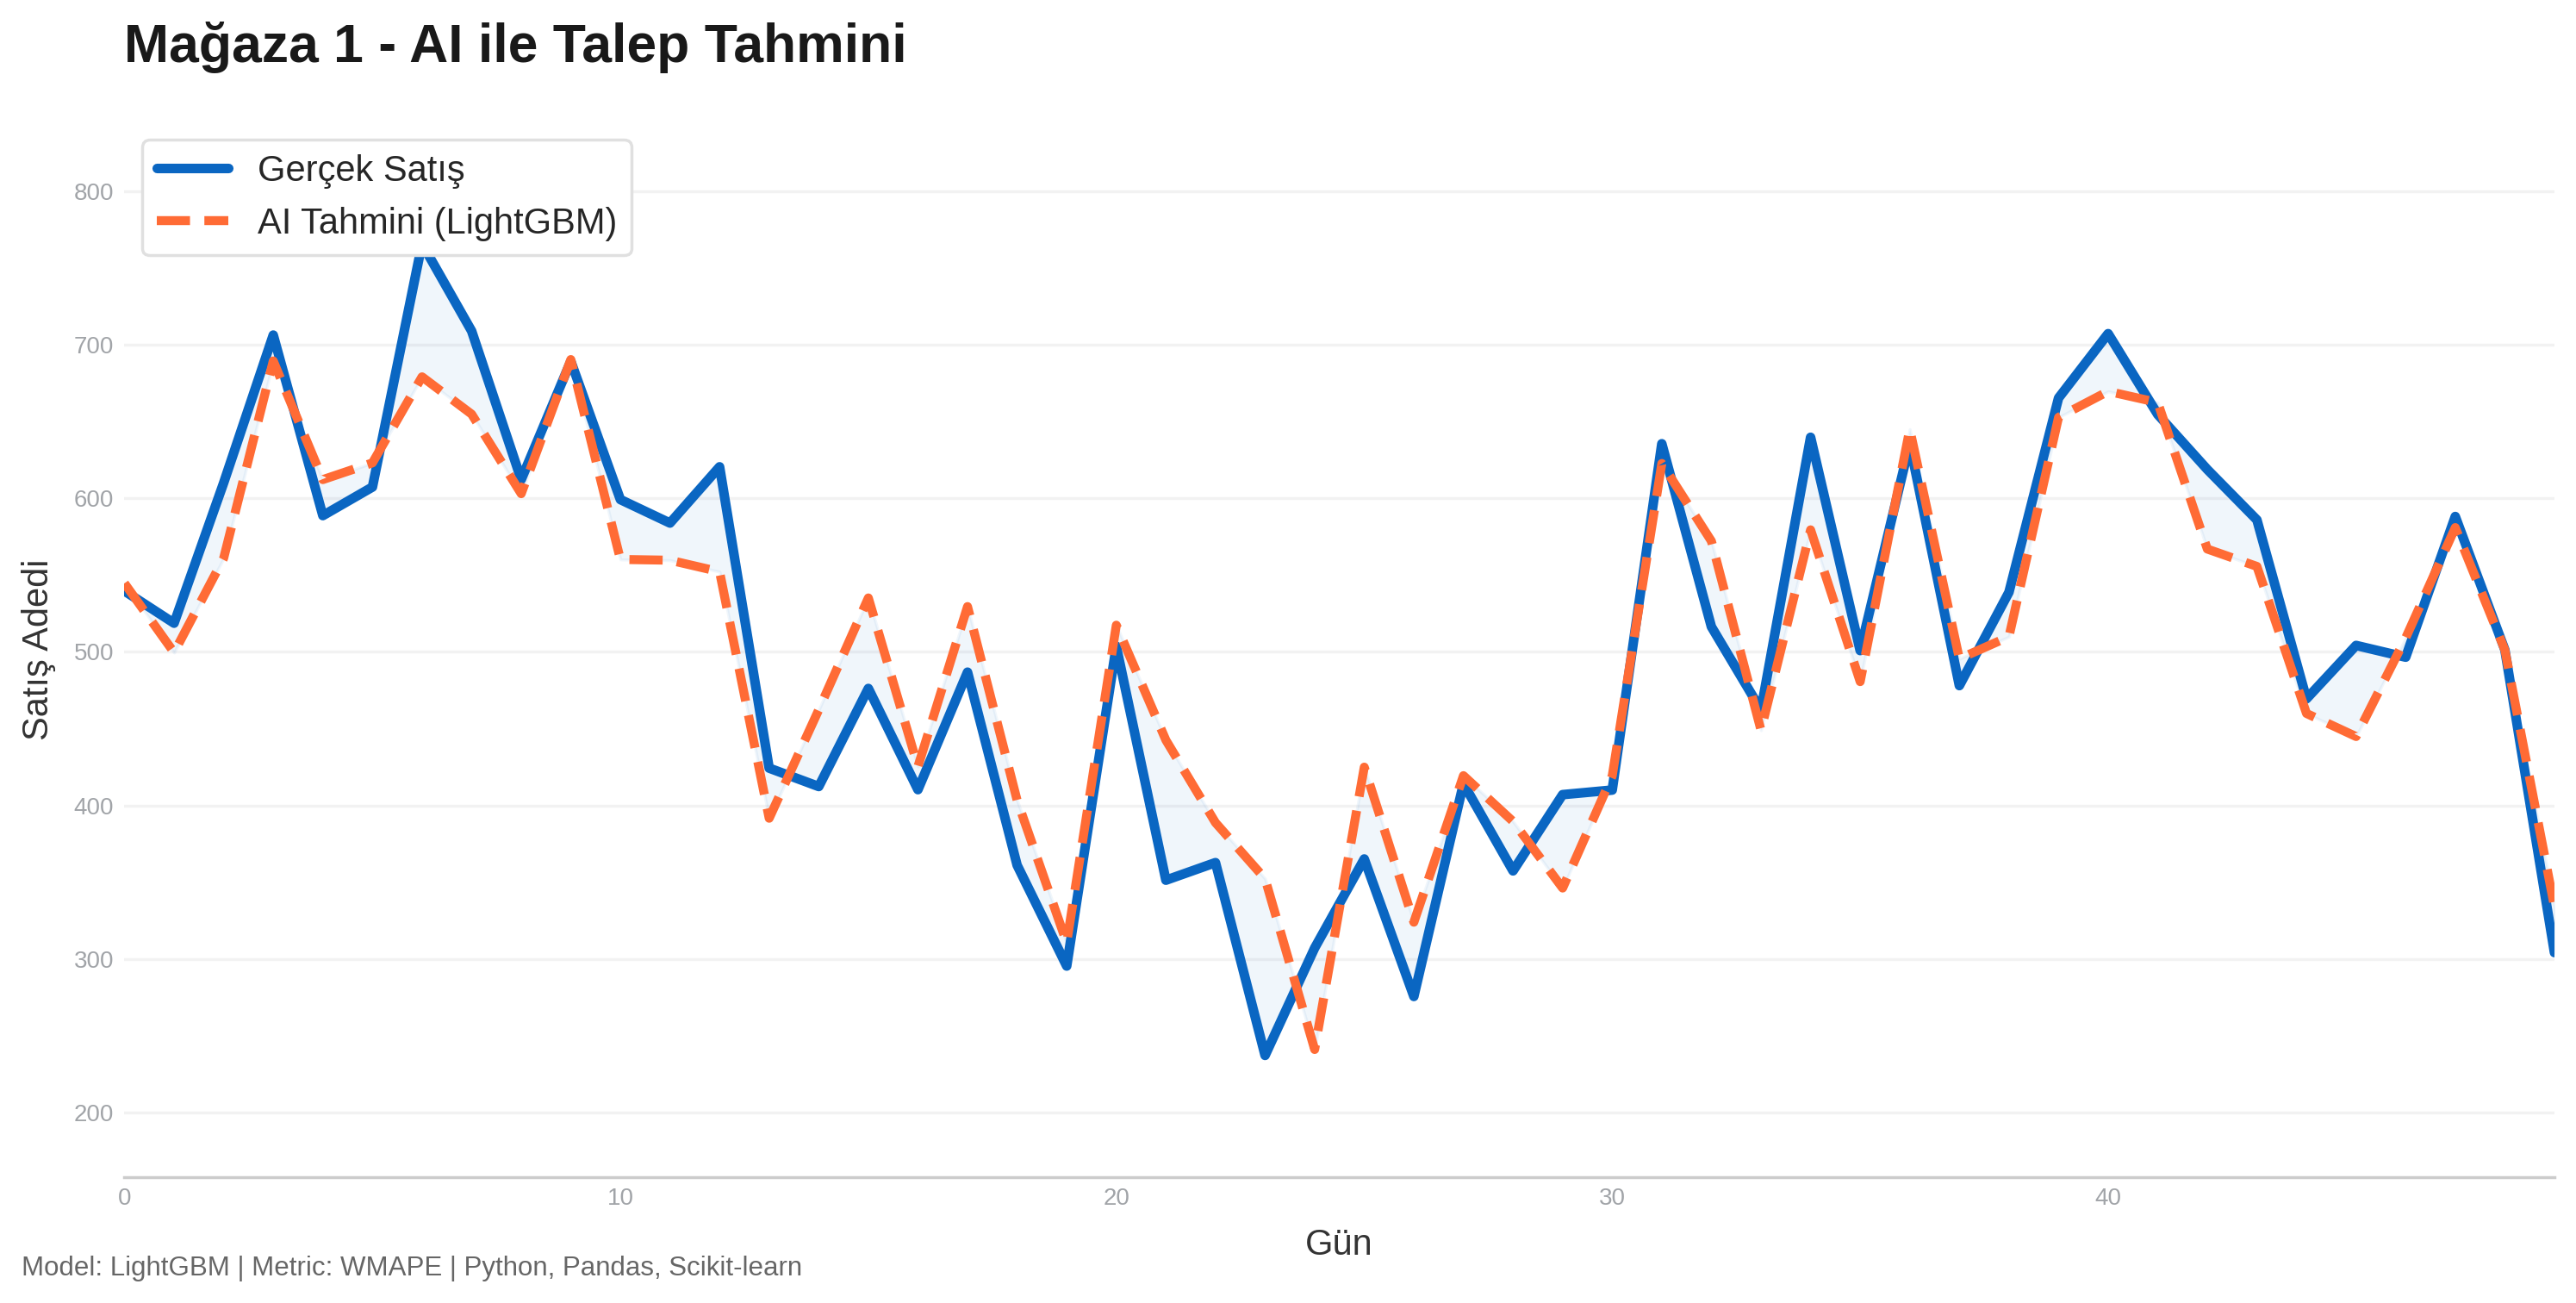 Mağaza 1 - AI ile Talep Tahmini
Gerçek Satış
AI Tahmini (LightGBM)
800
700
600
500
400
300
200
Satış Adedi
0 10 20 30 40
Gün
Model: LightGBM | Metric: WMAPE | Python, Pandas, Scikit-learn